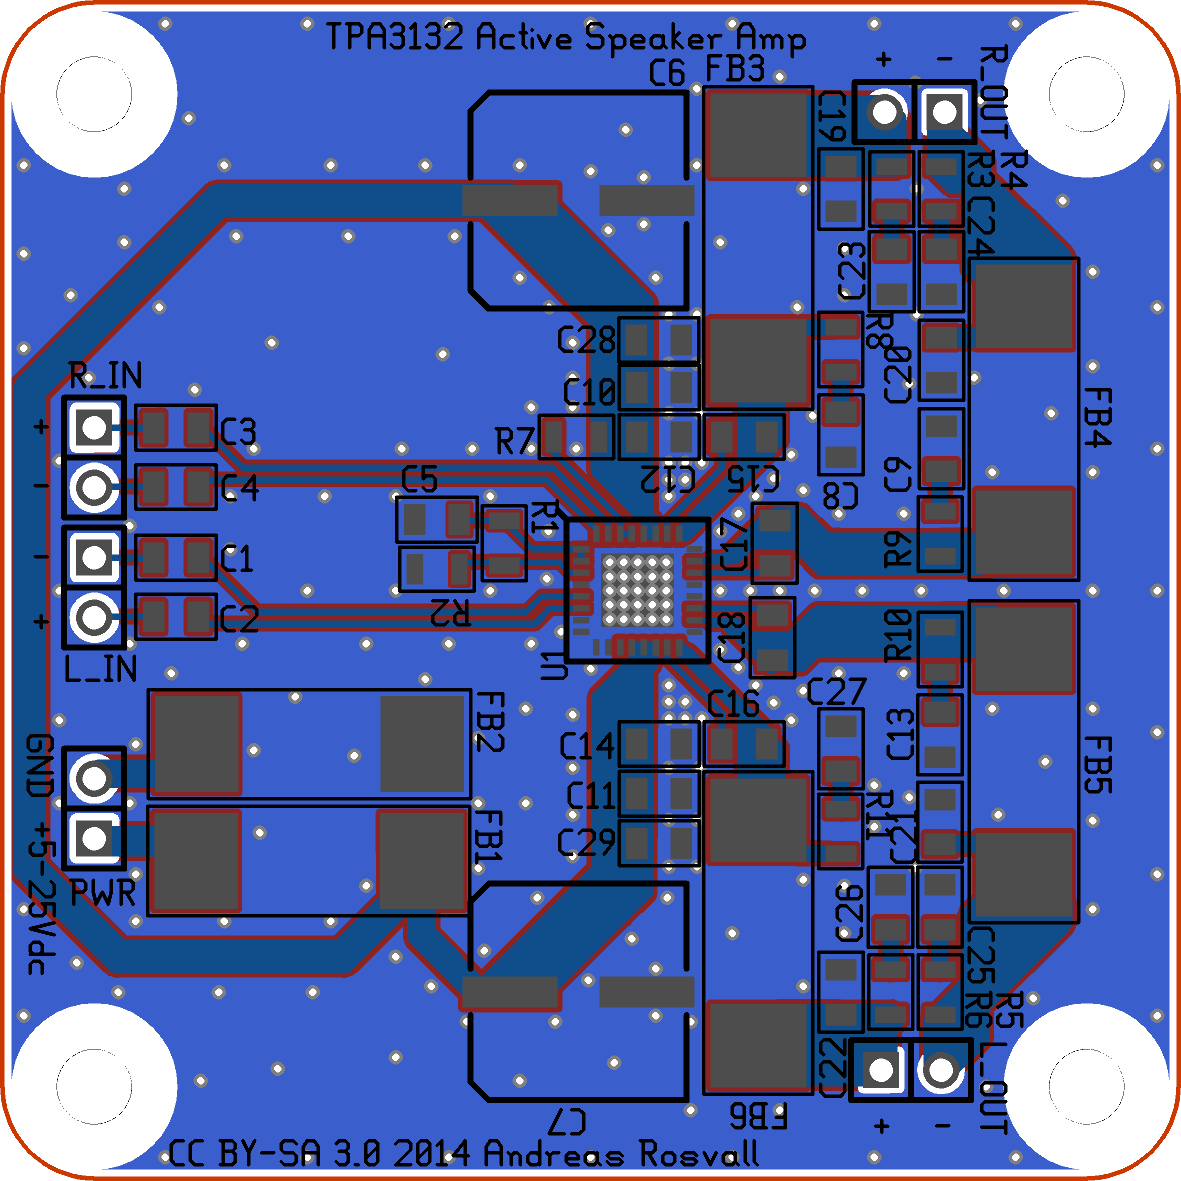 TPA3132 Active Speaker Amp
C6
FB3
+ -
R_OUT
C19
R3
R4
C24
C23
R8
C28
C20
R_IN
C10
FB4
+
C3
R7
C12
C15
C8
C9
-
C4
C5
R1
C17
R9
-
C1
R2
C18
R10
+
C2
L_IN
U1
C27
GND
FB2
C16
C14
C13
FB5
C11
R11
C21
+5-25Vdc
FB1
C29
PWR
C26
C25
R6
R5
C22
L_OUT
C7
FB6
+ -
CC BY-SA 3.0 2014 Andreas Rosvall